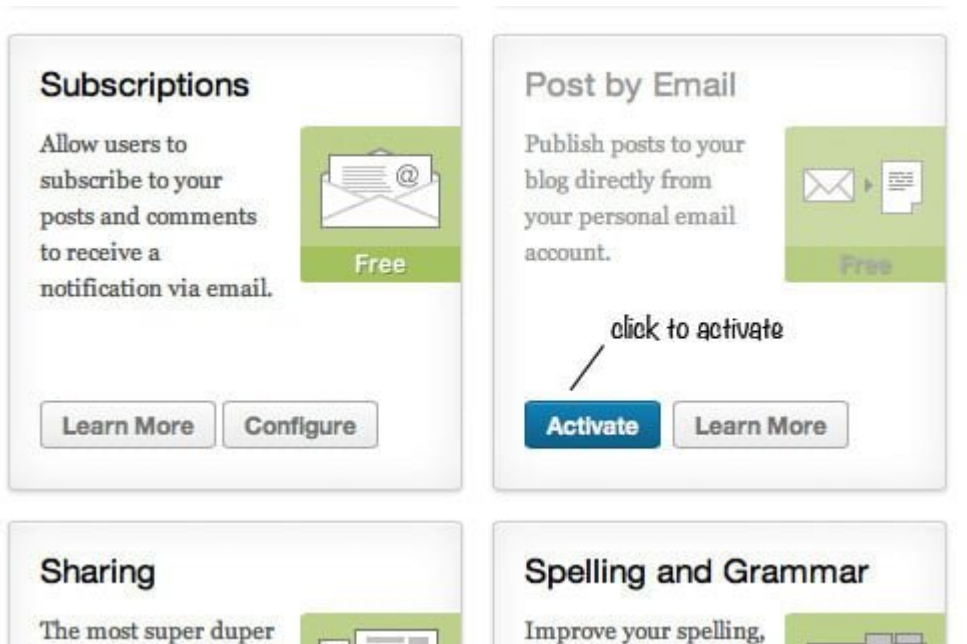 Subscriptions
Allow users to
subscribe to your
posts and comments
to receive a
notification via email.
@
Free
Learn More
Configure
Post by Email
Publish posts to your
blog directly from
your personal email
account.
Free
click to activate
Activate
Learn More
Sharing
The most super duper
Spelling and Grammar
Improve your spelling,